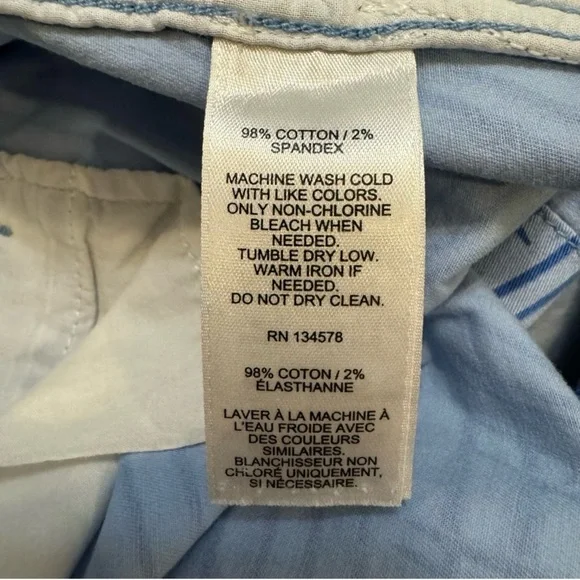 98% COTTON / 2%
SPANDEX
MACHINE WASH COLD
WITH LIKE COLORS.
ONLY NON-CHLORINE
BLEACH WHEN
NEEDED.
TUMBLE DRY LOW.
WARM IRON IF
NEEDED.
DO NOT DRY CLEAN.
RN 134578
98% COTON / 2%
ÉLASTHANNE
LAVER À LA MACHINE À
L'EAU FROIDE AVEC
DES COULEURS
SIMILAIRES.
BLANCHISSEUR NON
CHLORÉ UNIQUEMENT,
SI NÉCESSAIRE.